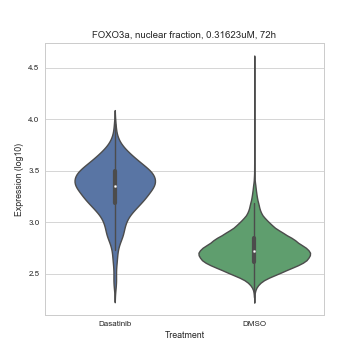 FOXO3a, nuclear fraction, 0.31623uM, 72h
4.5
4.0
3.5
3.0
2.5
Expression (log10)
Dasatinib DMSO
Treatment